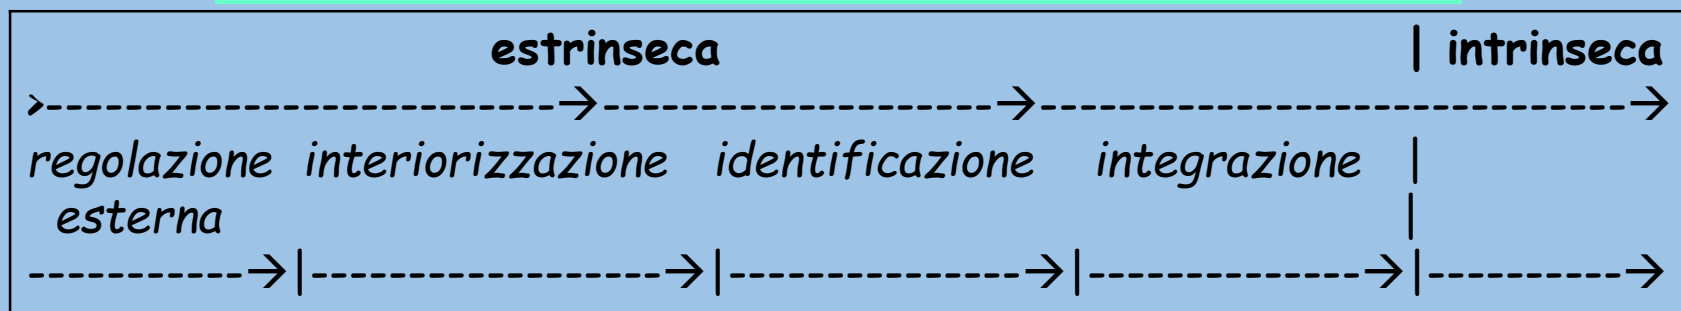 estrinseca | intrinseca
>---------------------------→--------------------→------------------------------→
regolazione interiorizzazione identificazione integrazione |
esterna |
------------→|------------------→|---------------→|--------------→|----------→